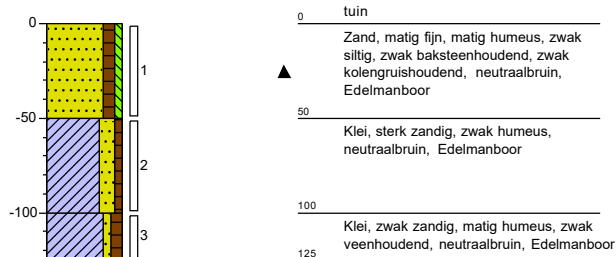 tuin
0
0
Zand, matig fijn, matig humeus, zwak
siltig, zwak baksteenhoudend, zwak
kolengruishoudend, neutraalbruin,
Edelmanboor
1
-50
50
Klei, sterk zandig, zwak humeus,
neutraalbruin, Edelmanboor
2
-100
100
Klei, zwak zandig, matig humeus, zwak
veenhoudend, neutraalbruin, Edelmanboor
3
125